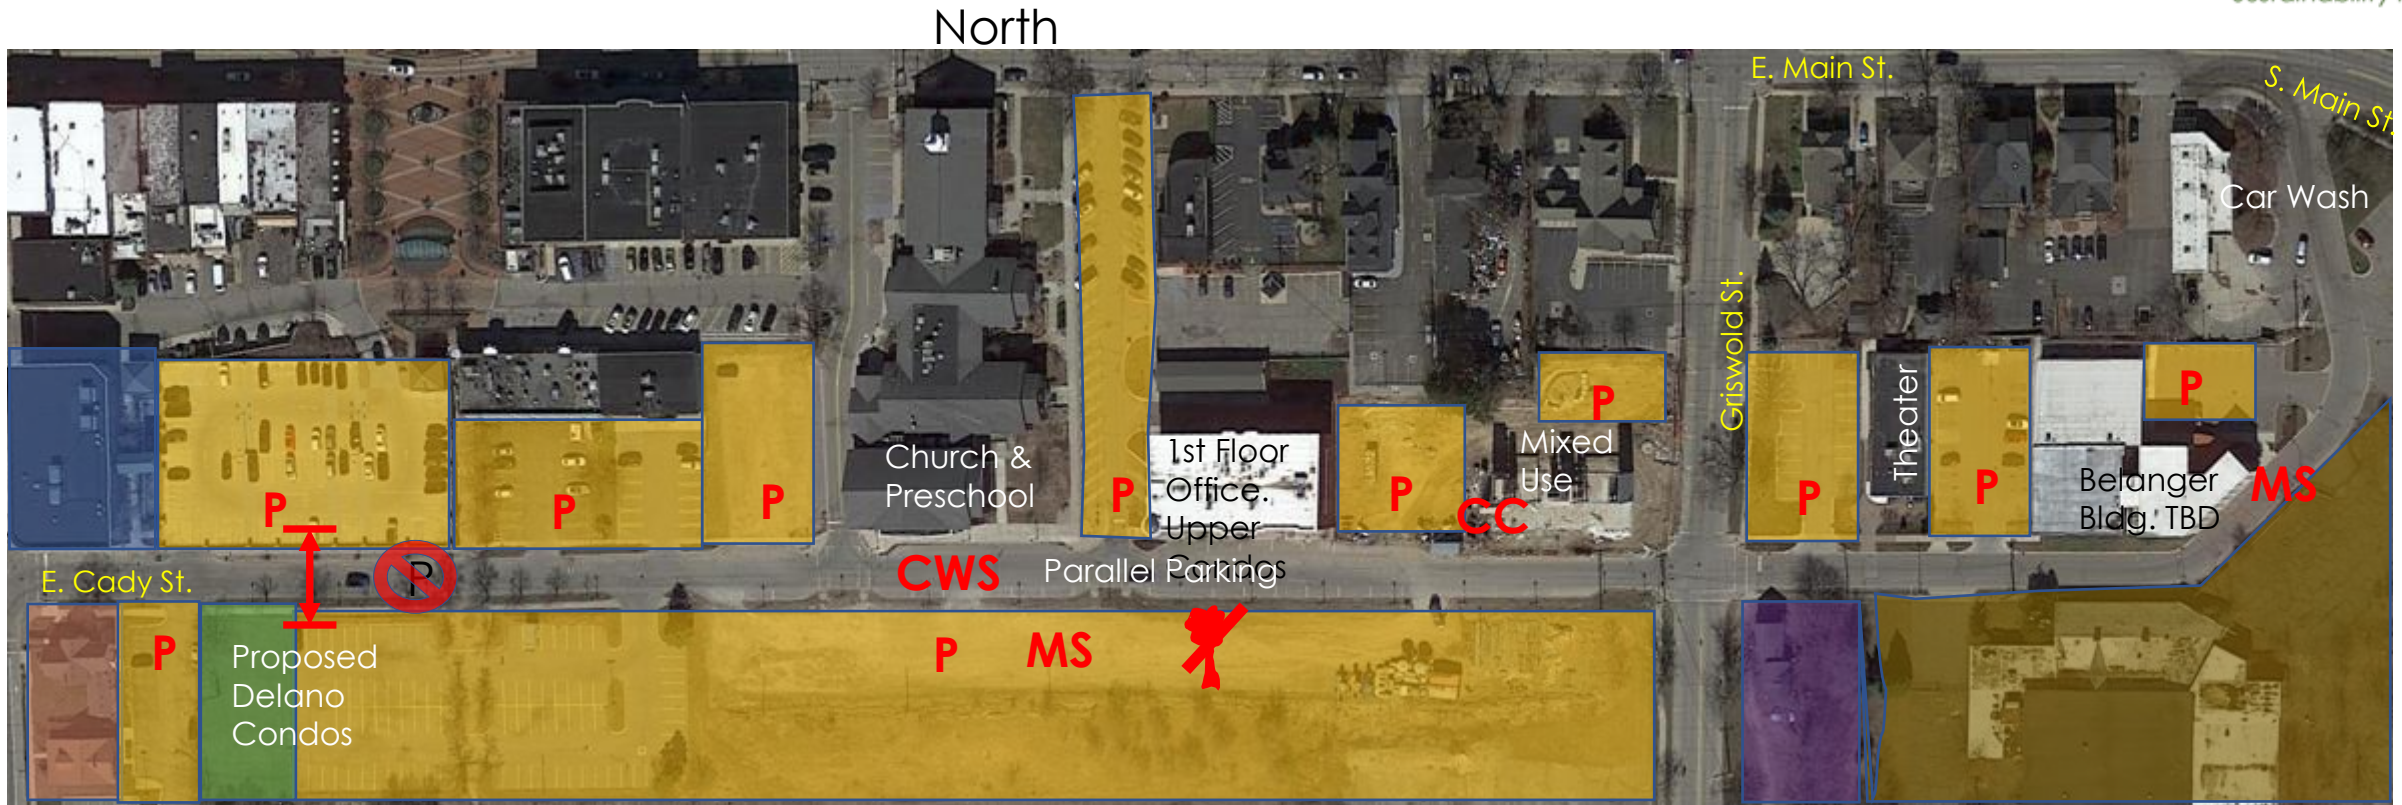 North
E. Main St.
S. Main St.
Car Wash
Griswold St.
Theater
P
P
P
P
P
P
P
P
P
Church &
Preschool
1st Floor
Office.
Upper
Condos
Mixed
Use
CC
Belanger
Bldg. TBD
MS
E. Cady St.
P
CWS
Parallel Parking
P
Proposed
Delano
Condos
P
MS